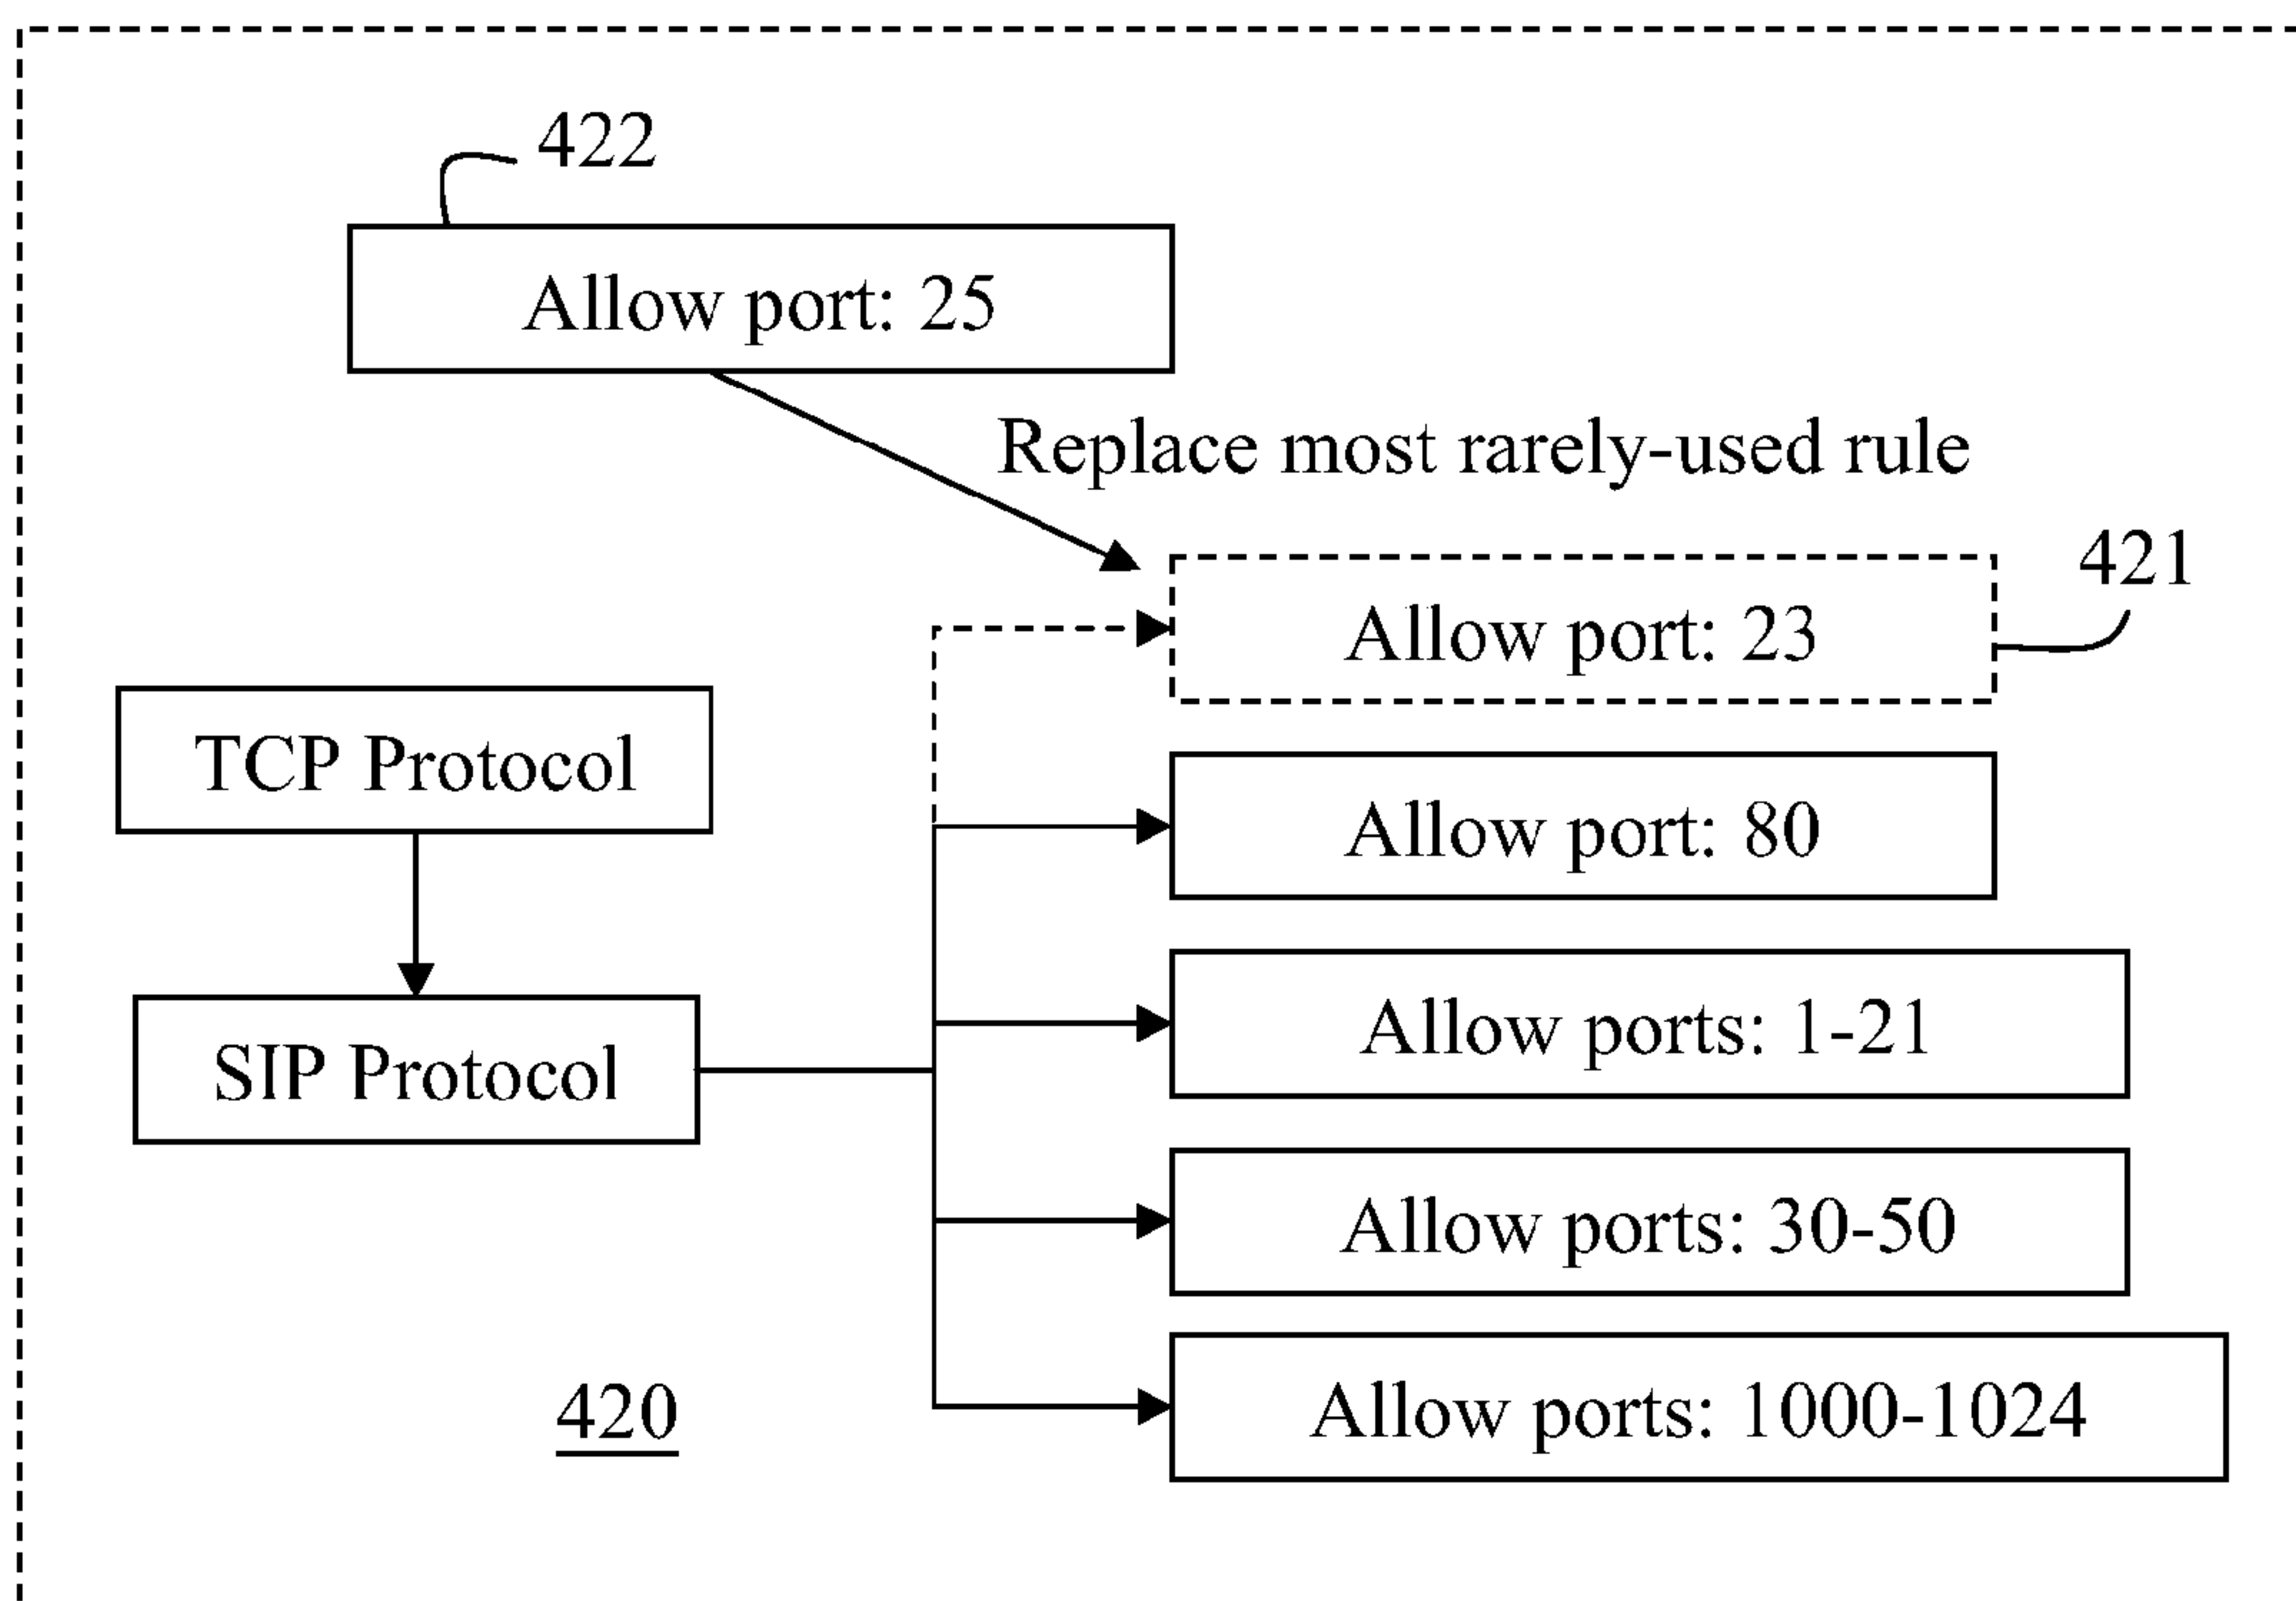 422
Allow port: 25
Replace most rarely-used rule
421
Allow port: 23
TCP Protocol
Allow port: 80
Allow ports: 1-21
SIP Protocol
Allow ports: 30-50
Allow ports: 1000-1024
420